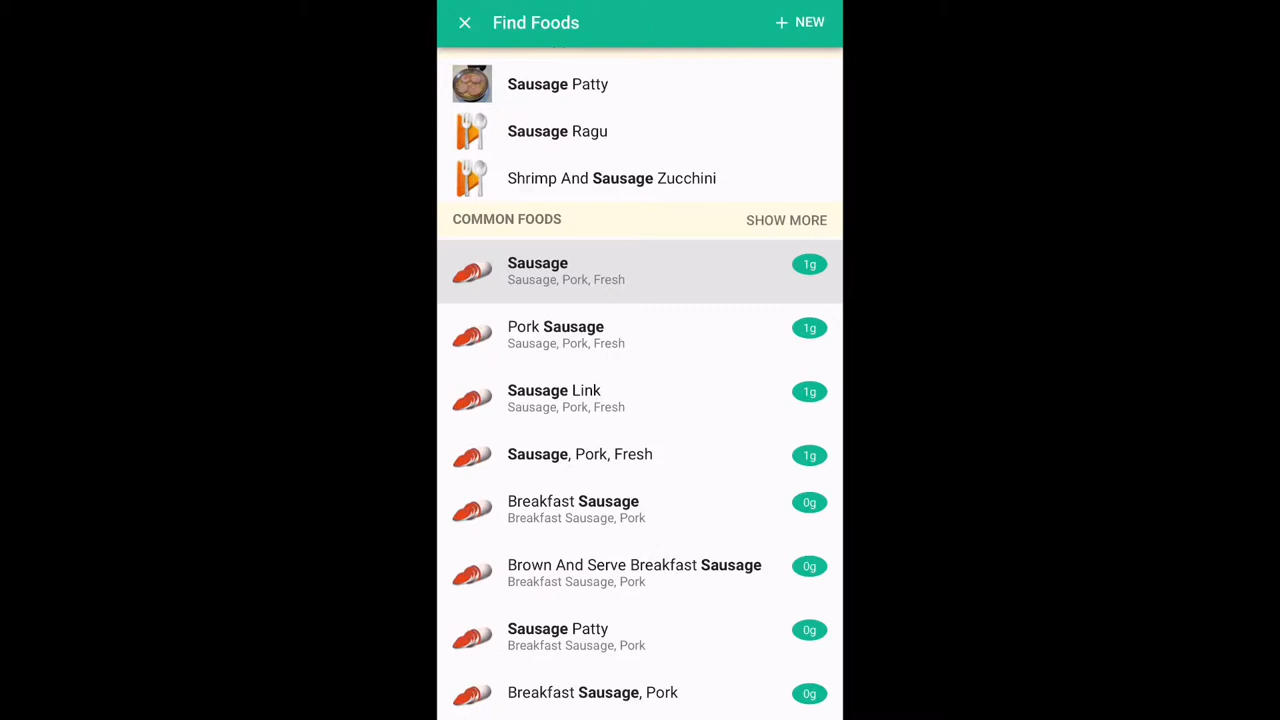 Find Foods
+ NEW
Sausage Patty
Sausage Ragu
Shrimp And Sausage Zucchini
COMMON FOODS
SHOW MORE
Sausage
1g
Sausage, Pork, Fresh
Pork Sausage
1g
Sausage, Pork, Fresh
Sausage Link
1g
Sausage, Pork, Fresh
Sausage, Pork, Fresh
1g
Breakfast Sausage
0g
Breakfast Sausage, Pork
Brown And Serve Breakfast Sausage
0g
Breakfast Sausage, Pork
Sausage Patty
0g
Breakfast Sausage, Pork
Breakfast Sausage, Pork
0g